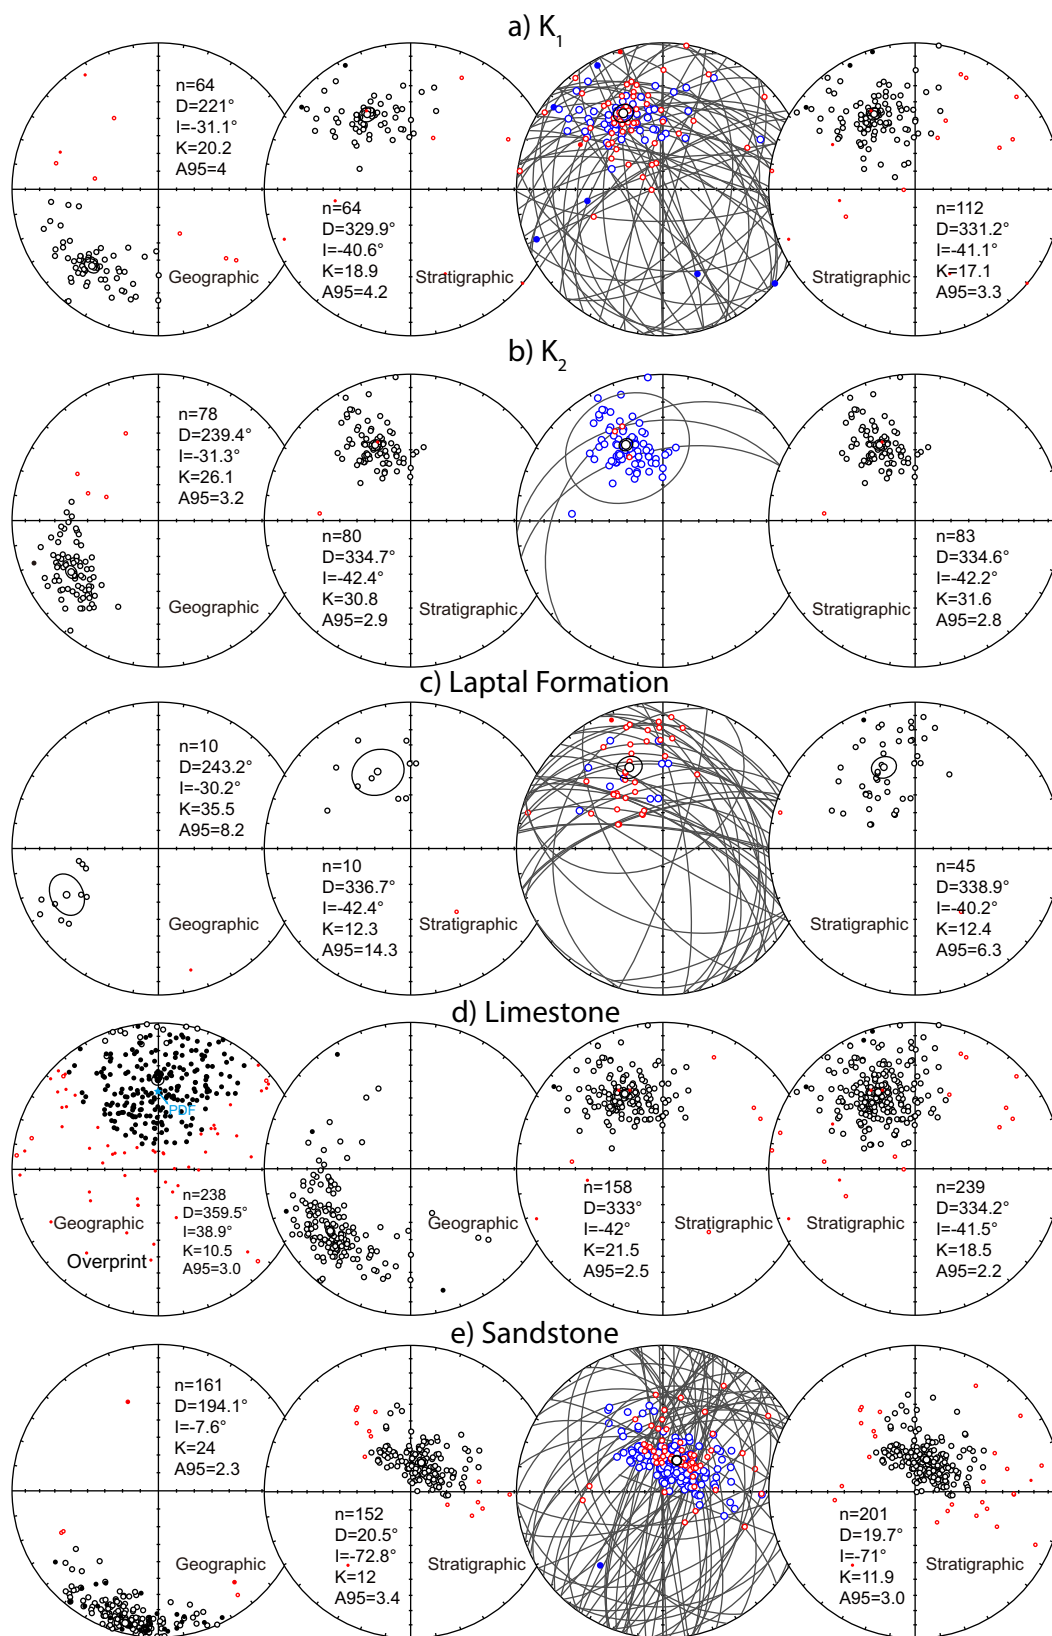 a) K1
n=64
D=221°
I=-31.1°
K=20.2
A95=4
Geographic
n=64
D=329.9°
I=-40.6°
K=18.9
A95=4.2
Stratigraphic
n=112
D=331.2°
I=-41.1°
K=17.1
A95=3.3
Stratigraphic
b) K2
n=78
D=239.4°
I=-31.3°
K=26.1
A95=3.2
Geographic
n=80
D=334.7°
I=-42.4°
K=30.8
A95=2.9
Stratigraphic
n=83
D=334.6°
I=-42.2°
K=31.6
A95=2.8
Stratigraphic
c) Laptal Formation
n=10
D=243.2°
I=-30.2°
K=35.5
A95=8.2
Geographic
n=10
D=336.7°
I=-42.4°
K=12.3
A95=14.3
Stratigraphic
n=45
D=338.9°
I=-40.2°
K=12.4
A95=6.3
Stratigraphic
d) Limestone
PDF
n=238
D=359.5°
I=38.9°
K=10.5
A95=3.0
Geographic
Overprint
Geographic
n=158
D=333°
I=-42°
K=21.5
A95=2.5
Stratigraphic
n=239
D=334.2°
I=-41.5°
K=18.5
A95=2.2
Stratigraphic
e) Sandstone
n=161
D=194.1°
I=-7.6°
K=24
A95=2.3
Geographic
n=152
D=20.5°
I=-72.8°
K=12
A95=3.4
Stratigraphic
n=201
D=19.7°
I=-71°
K=11.9
A95=3.0
Stratigraphic